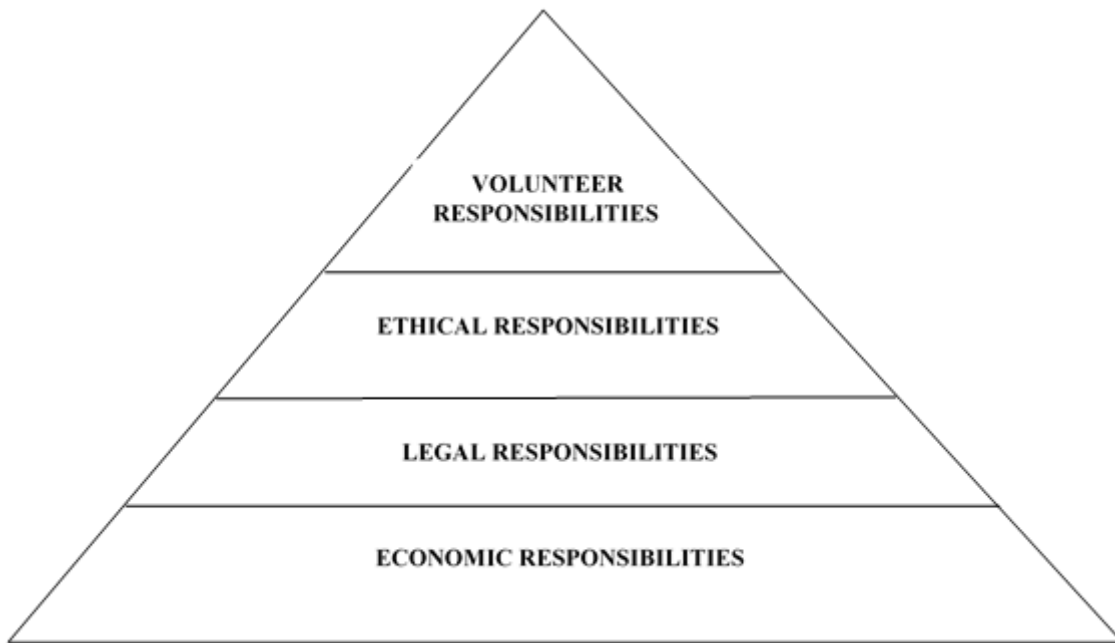 VOLUNTEER
RESPONSIBILITIES
ETHICAL RESPONSIBILITIES
LEGAL RESPONSIBILITIES
ECONOMIC RESPONSIBILITIES